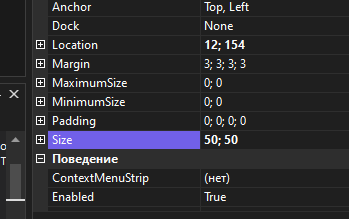 Anchor Top, Left
Dock None
Location 12; 154
Margin 3; 3; 3; 3
MaximumSize 0; 0
MinimumSize 0; 0
Padding 0; 0; 0; 0
Size 50; 50
Поведение
ContextMenuStrip (нет)
Enabled True